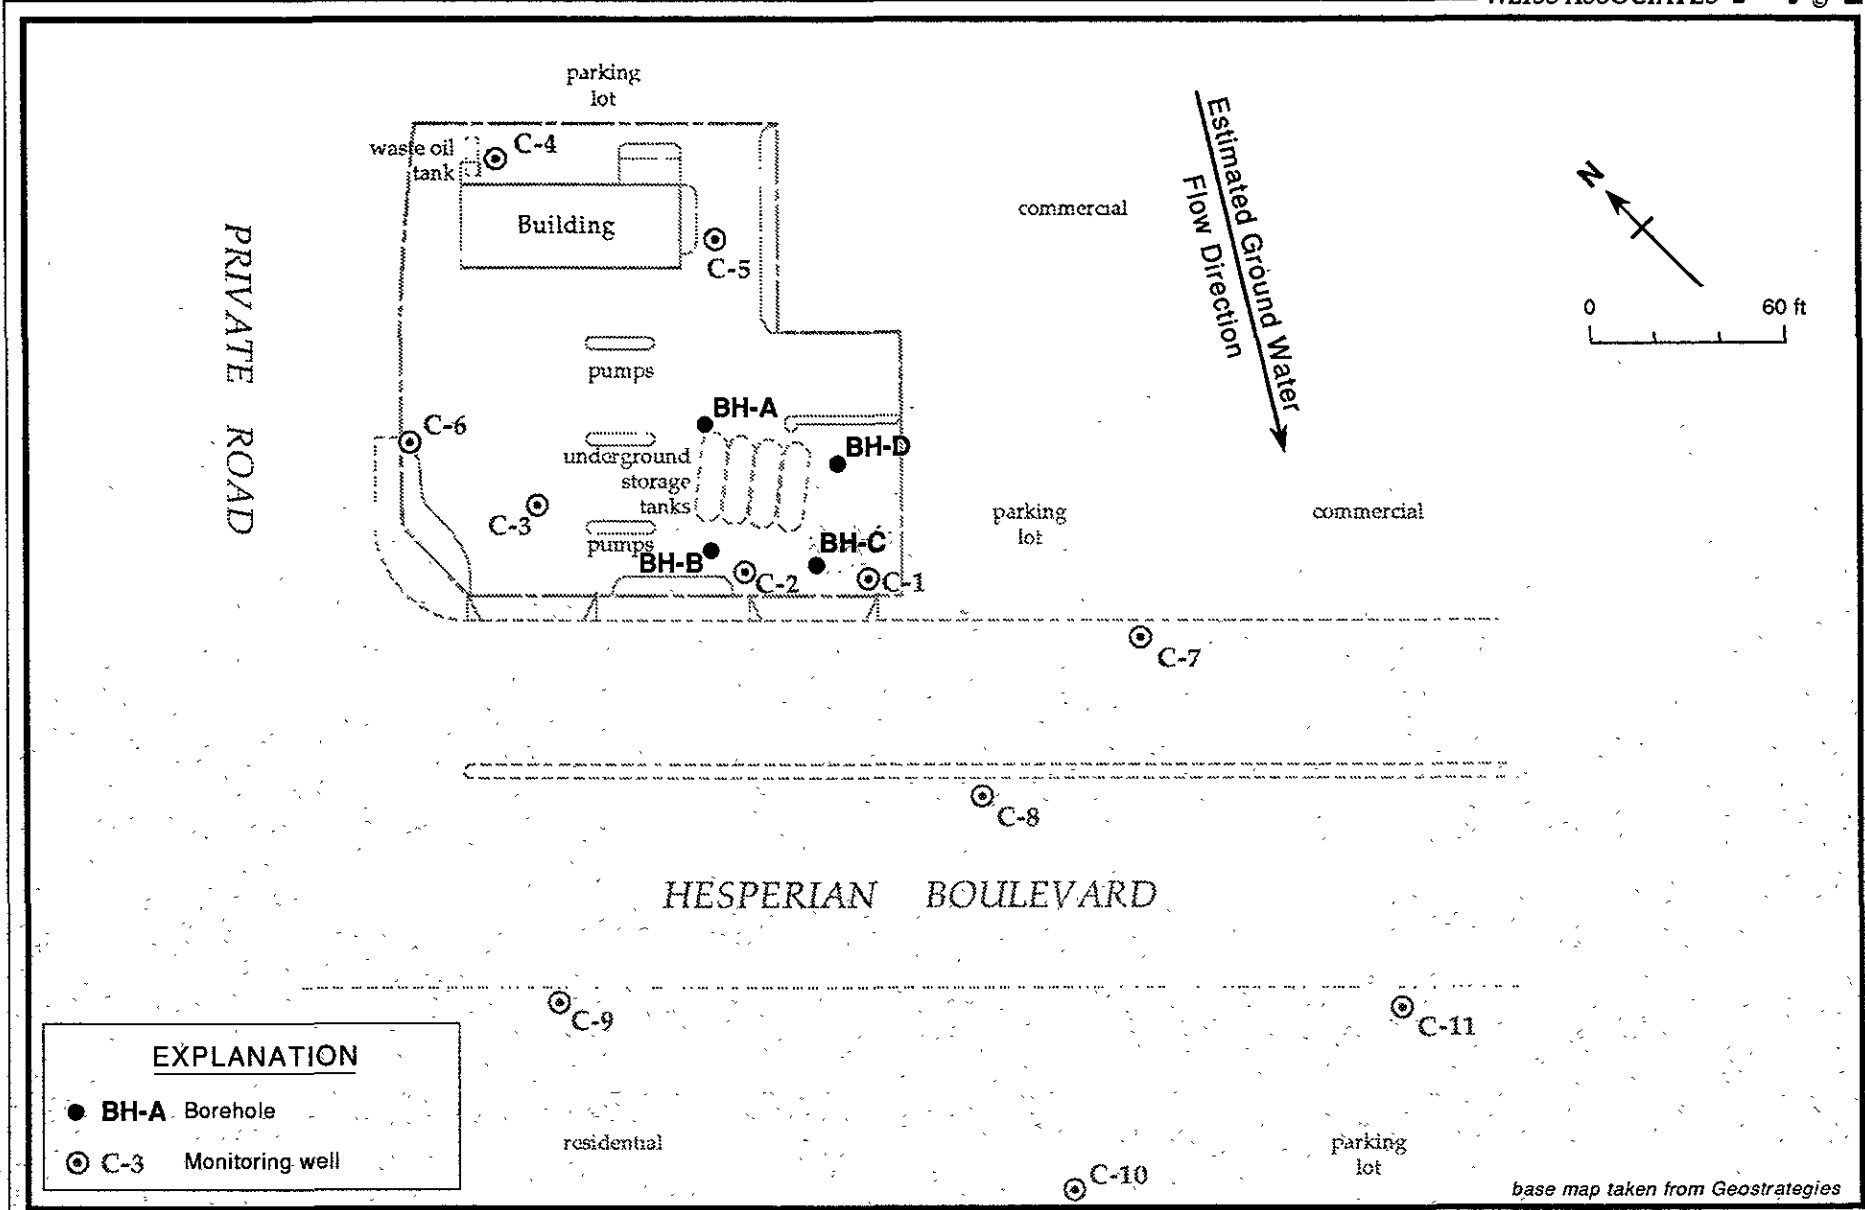 WEISS ASSOCIATES
parking
lot
waste oil
tank
C-4
Building
C-5
commercial
Estimated Ground Water
Flow Direction
N
0 60 ft
PRIVATE ROAD
pumps
BH-A
C-6
BH-D
underground
storage
tanks
C-3
pumps
BH-B
BH-C
C-2
C-1
parking
lot
commercial
C-7
C-8
HESPERIAN BOULEVARD
C-9
C-11
EXPLANATION
BH-A Borehole
C-3 Monitoring well
residential
parking
lot
C-10
base map taken from Geostrategies